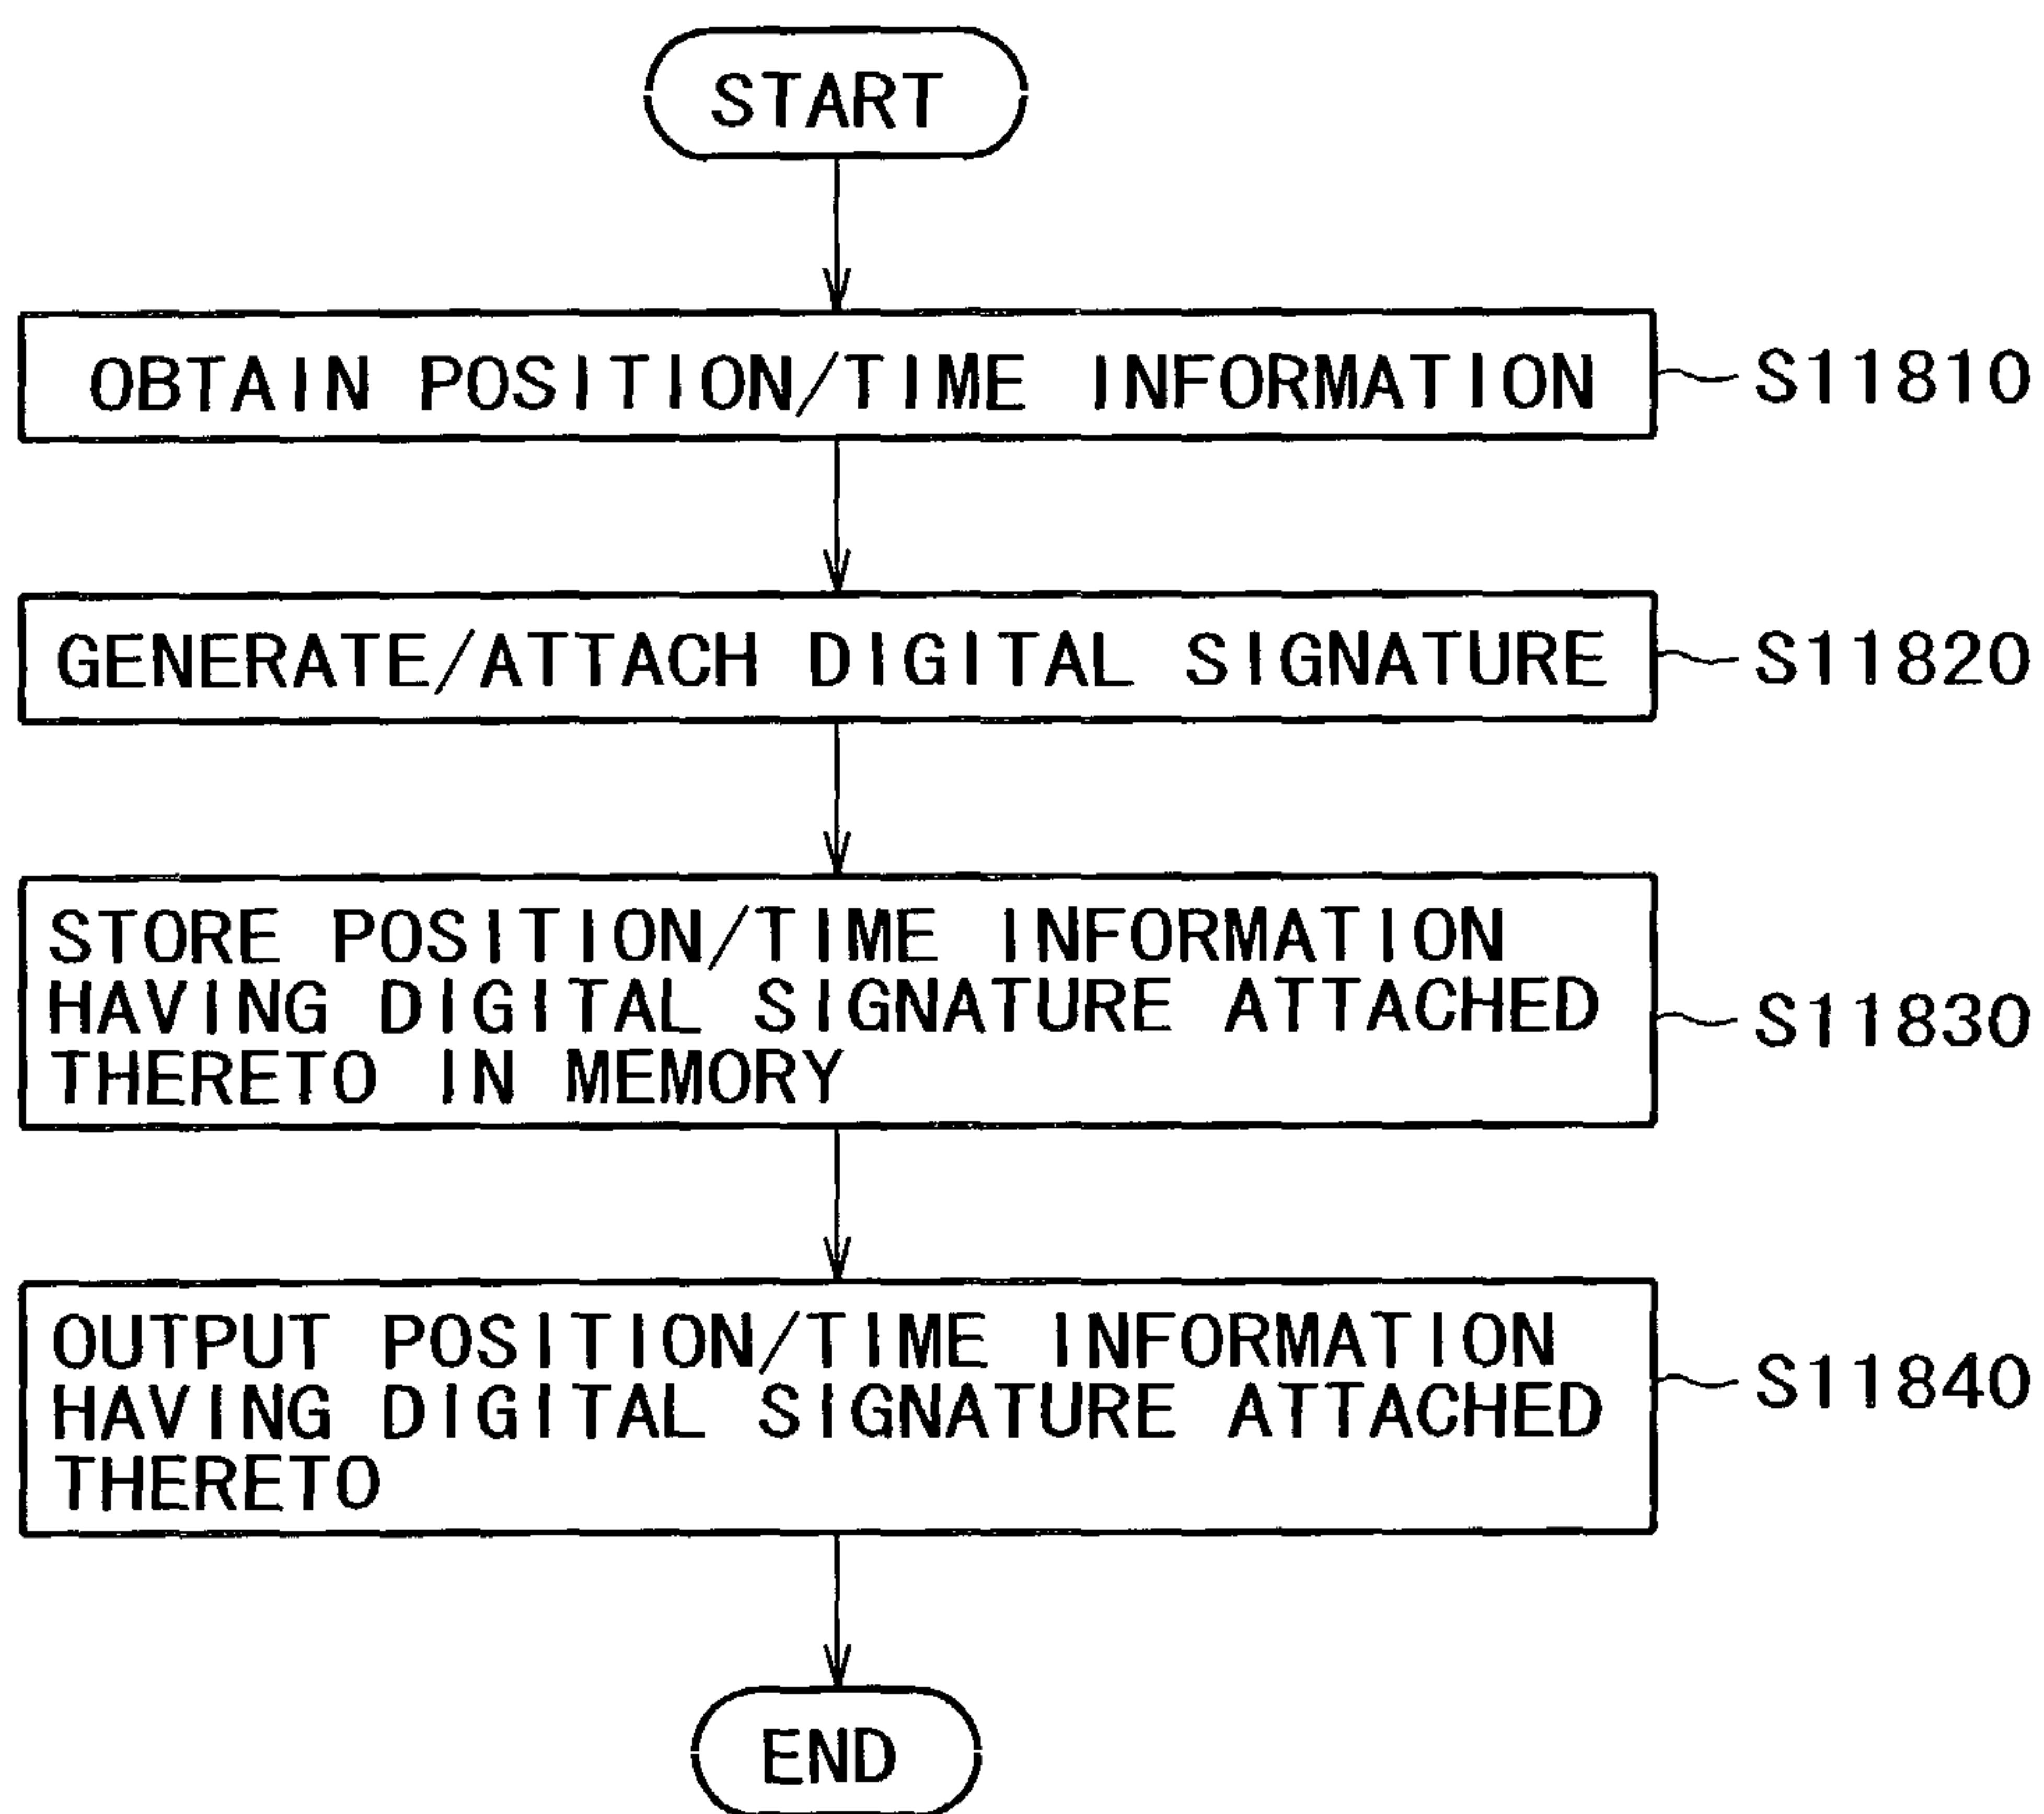 START
OBTAIN POSITION/TIME INFORMATION
S11810
GENERATE/ATTACH DIGITAL SIGNATURE
S11820
STORE POSITION/TIME INFORMATION
HAVING DIGITAL SIGNATURE ATTACHED
THERETO IN MEMORY
S11830
OUTPUT POSITION/TIME INFORMATION
HAVING DIGITAL SIGNATURE ATTACHED
THERETO
S11840
END